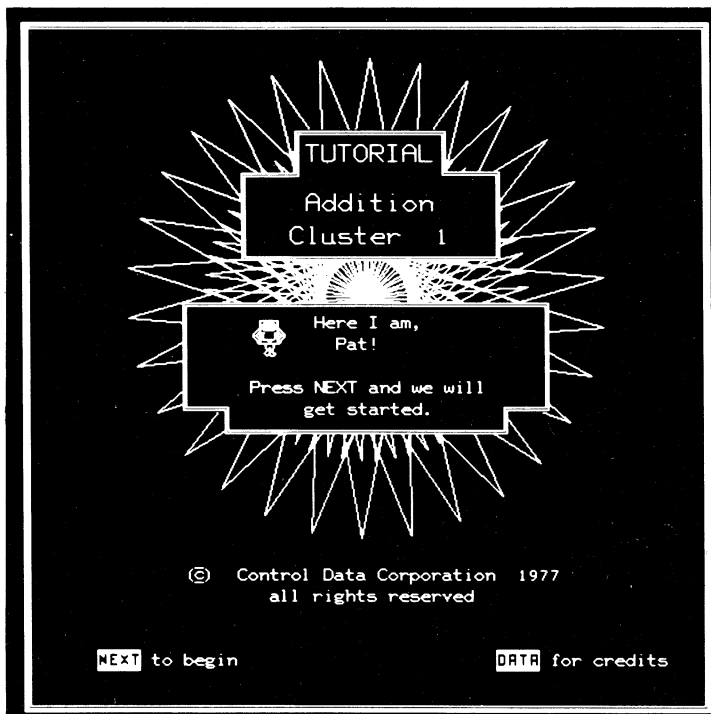 TUTORIAL
Addition
Cluster 1
Here I am,
Pat!
Press NEXT and we will
get started.
© Control Data Corporation 1977
all rights reserved
NEXT to begin
DATA for credits